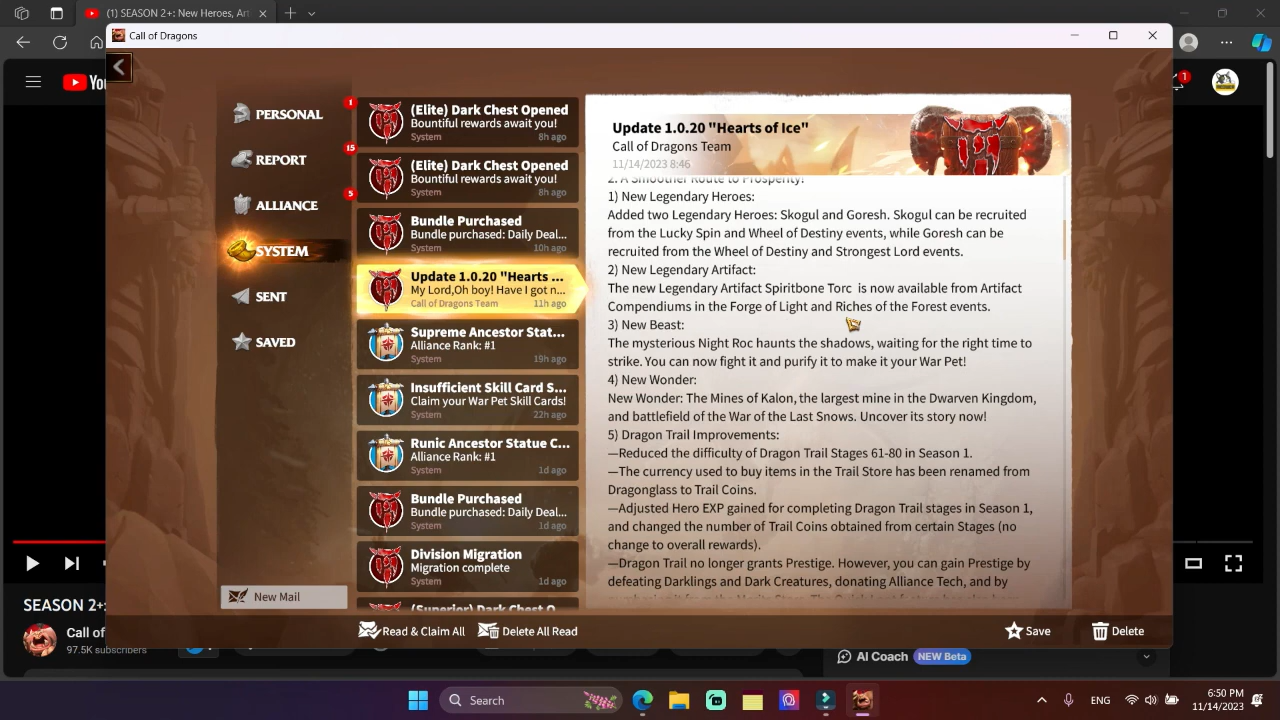 (2) Newest, New Heroes, Ar
Call of Dragons
You
1
PERSONAL
1
REPORT
15
ALLIANCE
5
SYSTEM
SENT
SAVED
New Mail
(Elite) Dark Chest Opened
Bountiful rewards await you!
System
8h ago
(Elite) Dark Chest Opened
Bountiful rewards await you!
System
8h ago
Bundle Purchased
Bundle purchased: Daily Deal...
System
10h ago
Update 1.0.20 "Hearts ...
My Lord,Oh boy! Have I got n...
Call of Dragons Team
11h ago
Supreme Ancestor Stat...
Alliance Rank: #1
System
19h ago
Insufficient Skill Card S...
Claim your War Pet Skill Cards!
System
22h ago
Runic Ancestor Statue C...
Alliance Rank: #1
System
1d ago
Bundle Purchased
Bundle purchased: Daily Deal...
System
1d ago
Division Migration
Migration complete
System
1d ago
(Superior) Dark Chest O
Update 1.0.20 "Hearts of Ice"
Call of Dragons Team
11/14/2023 8:46
2. A Smoother Route to Prosperity!
1) New Legendary Heroes:
Added two Legendary Heroes: Skogul and Goresh. Skogul can be recruited
from the Lucky Spin and Wheel of Destiny events, while Goresh can be
recruited from the Wheel of Destiny and Strongest Lord events.
2) New Legendary Artifact:
The new Legendary Artifact Spiritbone Torc is now available from Artifact
Compendiums in the Forge of Light and Riches of the Forest events.
3) New Beast:
The mysterious Night Roc haunts the shadows, waiting for the right time to
strike. You can now fight it and purify it to make it your War Pet!
4) New Wonder:
New Wonder: The Mines of Kalon, the largest mine in the Dwarven Kingdom,
and battlefield of the War of the Last Snows. Uncover its story now!
5) Dragon Trail Improvements:
—Reduced the difficulty of Dragon Trail Stages 61-80 in Season 1.
—The currency used to buy items in the Trail Store has been renamed from
Dragonglass to Trail Coins.
—Adjusted Hero EXP gained for completing Dragon Trail stages in Season 1,
and changed the number of Trail Coins obtained from certain Stages (no
change to overall rewards).
—Dragon Trail no longer grants Prestige. However, you can gain Prestige by
defeating Darklings and Dark Creatures, donating Alliance Tech, and by
Read & Claim All
Delete All Read
Save
Delete
SEASON 2+:
Call of
97.5K subscribers
AI Coach NEW Beta
Search
ENG
6:50 PM
11/14/2023